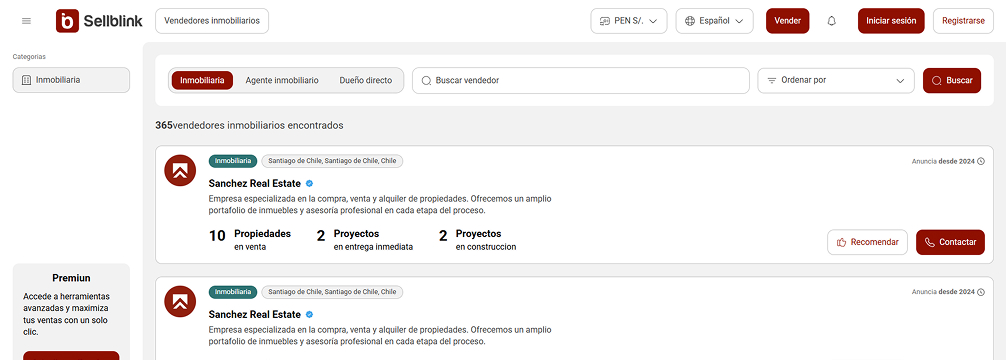 Sellblink
Vendedores inmobiliarios
PEN S/.
Español
Vender
Iniciar sesión
Registrarse
Categorias
Inmobiliaria
Inmobiliaria
Agente inmobiliario
Dueño directo
Buscar vendedor
Ordenar por
Buscar
365vendedores inmobiliarios encontrados
Inmobiliaria
Santiago de Chile, Santiago de Chile, Chile
Anuncia desde 2024
Sanchez Real Estate
Empresa especializada en la compra, venta y alquiler de propiedades. Ofrecemos un amplio
portafolio de inmuebles y asesoría profesional en cada etapa del proceso.
10 Propiedades
en venta
2 Proyectos
en entrega inmediata
2 Proyectos
en construccion
Recomendar
Contactar
Premiun
Accede a herramientas
avanzadas y maximiza
tus ventas con un solo
clic.
Inmobiliaria
Santiago de Chile, Santiago de Chile, Chile
Anuncia desde 2024
Sanchez Real Estate
Empresa especializada en la compra, venta y alquiler de propiedades. Ofrecemos un amplio
portafolio de inmuebles y asesoría profesional en cada etapa del proceso.